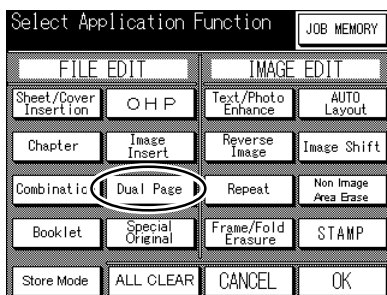 Select Application Function
JOB MEMORY
FILE EDIT
IMAGE EDIT
Sheet/Cover
Insertion
OHP
Text/Photo
Enhance
AUTO
Layout
Chapter
Image
Insert
Reverse
Image
Image Shift
Combinatio
Dual Page
Repeat
Non Image
Area Erase
Booklet
Special
Original
Frame/Fold
Erasure
STAMP
Store Mode
ALL CLEAR
CANCEL
OK